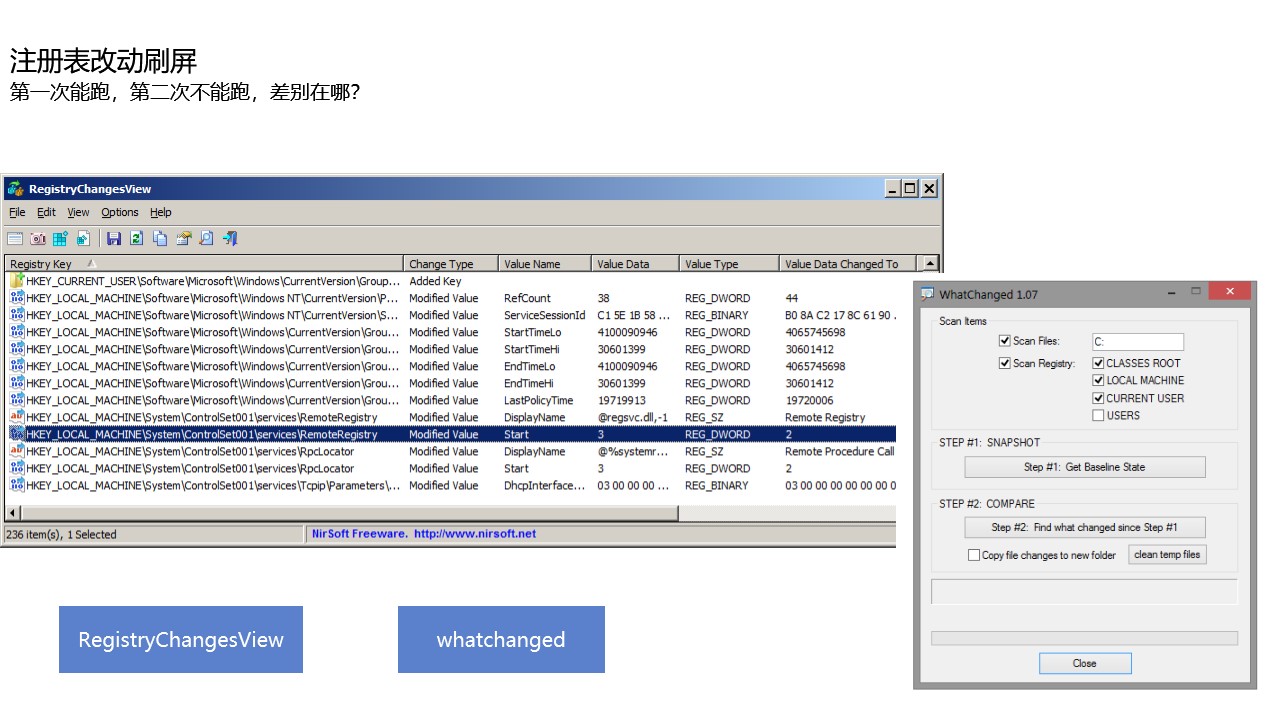 注册表改动刷屏
第一次能跑，第二次不能跑，差别在哪？
RegistryChangesView
File Edit View Options Help
Registry Key Change Type Value Name Value Data Value Type Value Data Changed To
HKEY_CURRENT_USER\Software\Microsoft\Windows\CurrentVersion\Group... Added Key
HKEY_LOCAL_MACHINE\Software\Microsoft\Windows NT\CurrentVersion\P... Modified Value RefCount 38 REG_DWORD 44
HKEY_LOCAL_MACHINE\Software\Microsoft\Windows NT\CurrentVersion\S... Modified Value ServiceSessionId C1 5E 1B 58 ... REG_BINARY B0 8A C2 17 8C 61 90 .
HKEY_LOCAL_MACHINE\Software\Microsoft\Windows\CurrentVersion\Grou... Modified Value StartTimeLo 4100090946 REG_DWORD 4065745698
HKEY_LOCAL_MACHINE\Software\Microsoft\Windows\CurrentVersion\Grou... Modified Value StartTimeHi 30601399 REG_DWORD 30601412
HKEY_LOCAL_MACHINE\Software\Microsoft\Windows\CurrentVersion\Grou... Modified Value EndTimeLo 4100090946 REG_DWORD 4065745698
HKEY_LOCAL_MACHINE\Software\Microsoft\Windows\CurrentVersion\Grou... Modified Value EndTimeHi 30601399 REG_DWORD 30601412
HKEY_LOCAL_MACHINE\Software\Microsoft\Windows\CurrentVersion\Grou... Modified Value LastPolicyTime 19719913 REG_DWORD 19720006
HKEY_LOCAL_MACHINE\System\ControlSet001\services\RemoteRegistry Modified Value DisplayName @regsvc.dll,-1 REG_SZ Remote Registry
HKEY_LOCAL_MACHINE\System\ControlSet001\services\RemoteRegistry Modified Value Start 3 REG_DWORD 2
HKEY_LOCAL_MACHINE\System\ControlSet001\services\RpcLocator Modified Value DisplayName @%systemr... REG_SZ Remote Procedure Call
HKEY_LOCAL_MACHINE\System\ControlSet001\services\RpcLocator Modified Value Start 3 REG_DWORD 2
HKEY_LOCAL_MACHINE\System\ControlSet001\services\Tcpip\Parameters\... Modified Value DhcpInterface... 03 00 00 00 ... REG_BINARY 03 00 00 00 00 00 0
236 item(s), 1 Selected NirSoft Freeware. http://www.nirsoft.net
WhatChanged 1.07
Scan Items
Scan Files: C:
Scan Registry: CLASSES ROOT
LOCAL MACHINE
CURRENT USER
USERS
STEP #1: SNAPSHOT
Step #1: Get Baseline State
STEP #2: COMPARE
Step #2: Find what changed since Step #1
Copy file changes to new folder clean temp files
Close
RegistryChangesView
whatchanged